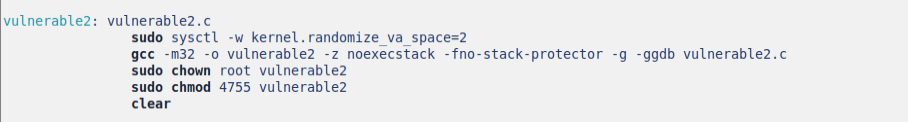 vulnerable2: vulnerable2.c
sudo sysctl -w kernel.randomize_va_space=2
gcc -m32 -o vulnerable2 -z noexecstack -fno-stack-protector -g -ggdb vulnerable2.c
sudo chown root vulnerable2
sudo chmod 4755 vulnerable2
clear